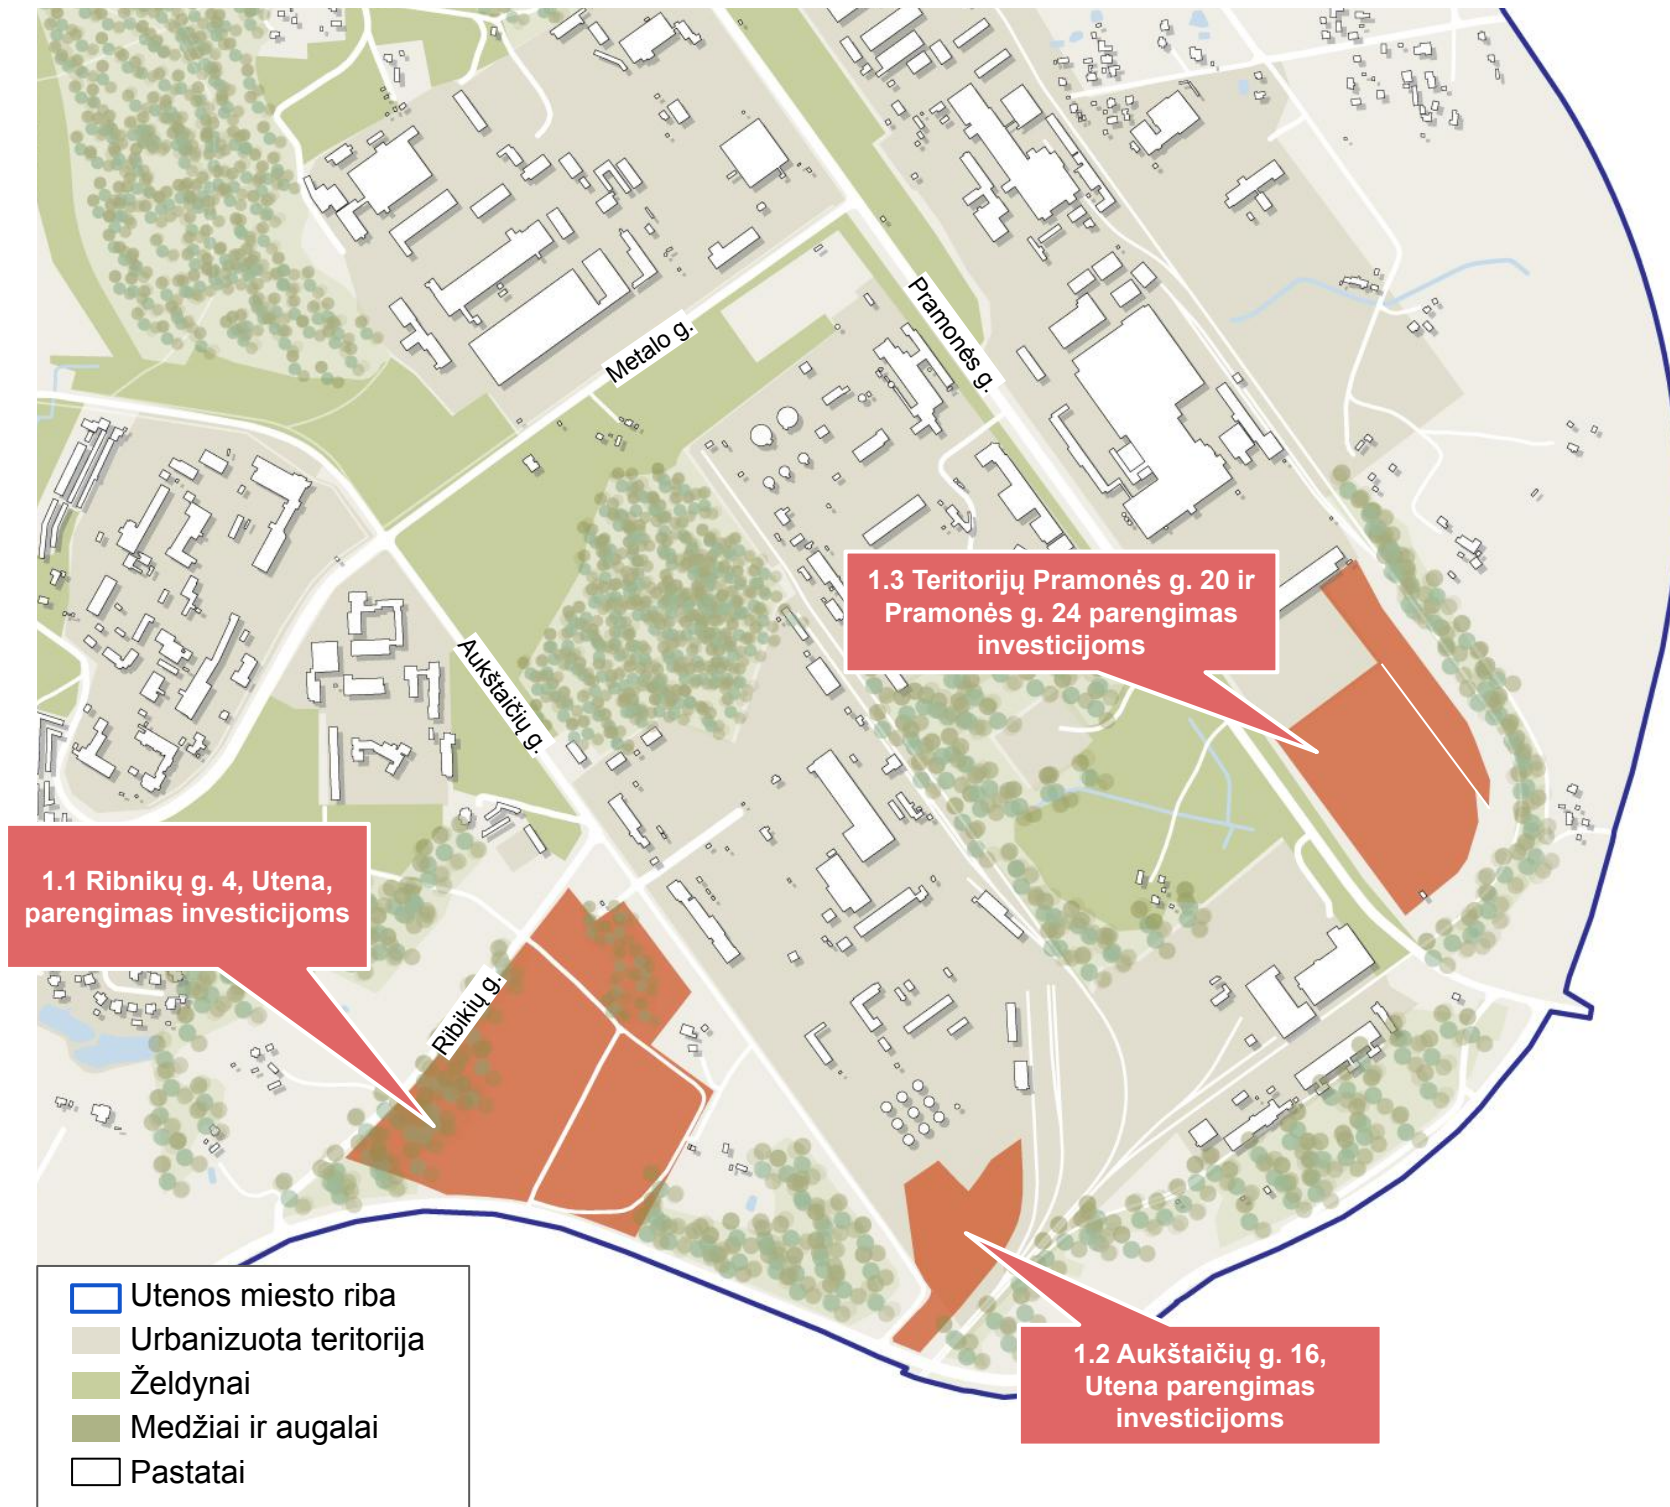 Metalo g.
Pramonės g.
1.3 Teritorijų Pramonės g. 20 ir
Pramonės g. 24 parengimas
investicijoms
Aukštaičių g.
1.1 Ribnikų g. 4, Utena,
parengimas investicijoms
Ribikių g.
1.2 Aukštaičių g. 16,
Utena parengimas
investicijoms
Utenos miesto riba
Urbanizuota teritorija
Želdynai
Medžiai ir augalai
Pastatai